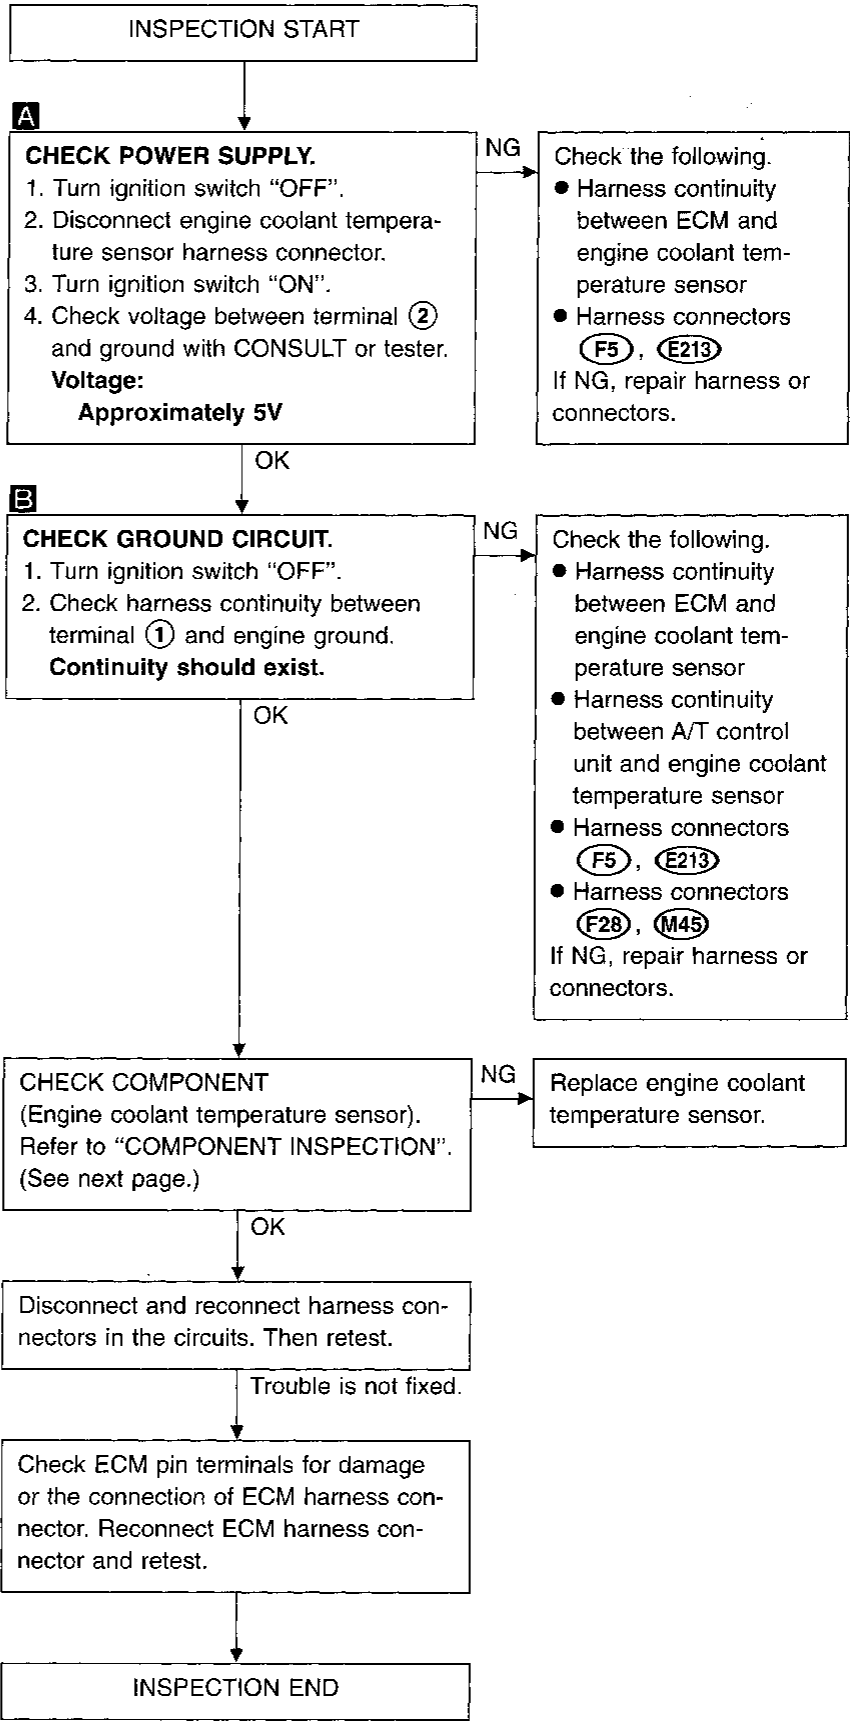 INSPECTION START
A
CHECK POWER SUPPLY.
1. Turn ignition switch “OFF”.
2. Disconnect engine coolant tempera-
ture sensor harness connector.
3. Turn ignition switch “ON”.
4. Check voltage between terminal ②
and ground with CONSULT or tester.
Voltage:
Approximately 5V
NG
Check the following.
● Harness continuity
between ECM and
engine coolant tem-
perature sensor
● Harness connectors
F5, E213
If NG, repair harness or
connectors.
OK
B
CHECK GROUND CIRCUIT.
1. Turn ignition switch “OFF”.
2. Check harness continuity between
terminal ① and engine ground.
Continuity should exist.
NG
Check the following.
● Harness continuity
between ECM and
engine coolant tem-
perature sensor
● Harness continuity
between A/T control
unit and engine coolant
temperature sensor
● Harness connectors
F5, E213
● Harness connectors
F28, M45
If NG, repair harness or
connectors.
OK
CHECK COMPONENT
(Engine coolant temperature sensor).
Refer to “COMPONENT INSPECTION”.
(See next page.)
NG
Replace engine coolant
temperature sensor.
OK
Disconnect and reconnect harness con-
nectors in the circuits. Then retest.
Trouble is not fixed.
Check ECM pin terminals for damage
or the connection of ECM harness con-
nector. Reconnect ECM harness con-
nector and retest.
INSPECTION END